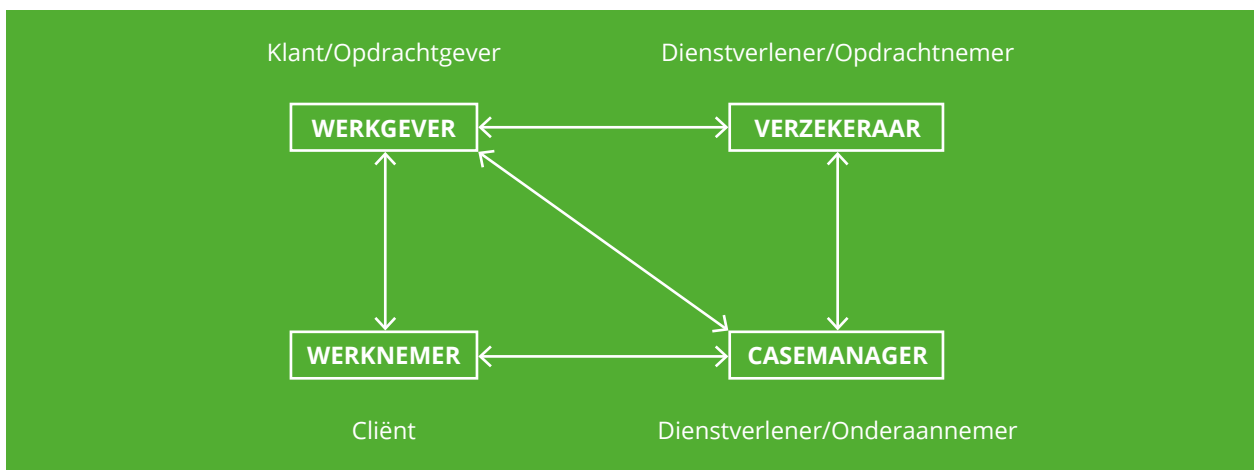 Klant/Opdrachtgever
Dienstverlener/Opdrachtnemer
WERKGEVER
VERZEKERAAR
WERKNEMER
CASEMANAGER
Cliënt
Dienstverlener/Onderaannemer